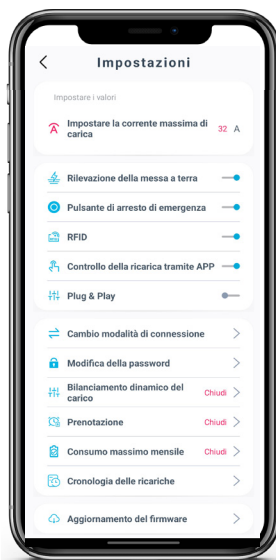 Impostazioni
Impostare i valori
Impostare la corrente massima di
carica
32 A
Rilevazione della messa a terra
Pulsante di arresto di emergenza
RFID
Controllo della ricarica tramite APP
Plug & Play
Cambio modalità di connessione
Modifica della password
Bilanciamento dinamico del
carico
Chiudi
Prenotazione
Chiudi
Consumo massimo mensile
Chiudi
Cronologia delle ricariche
Aggiornamento del firmware